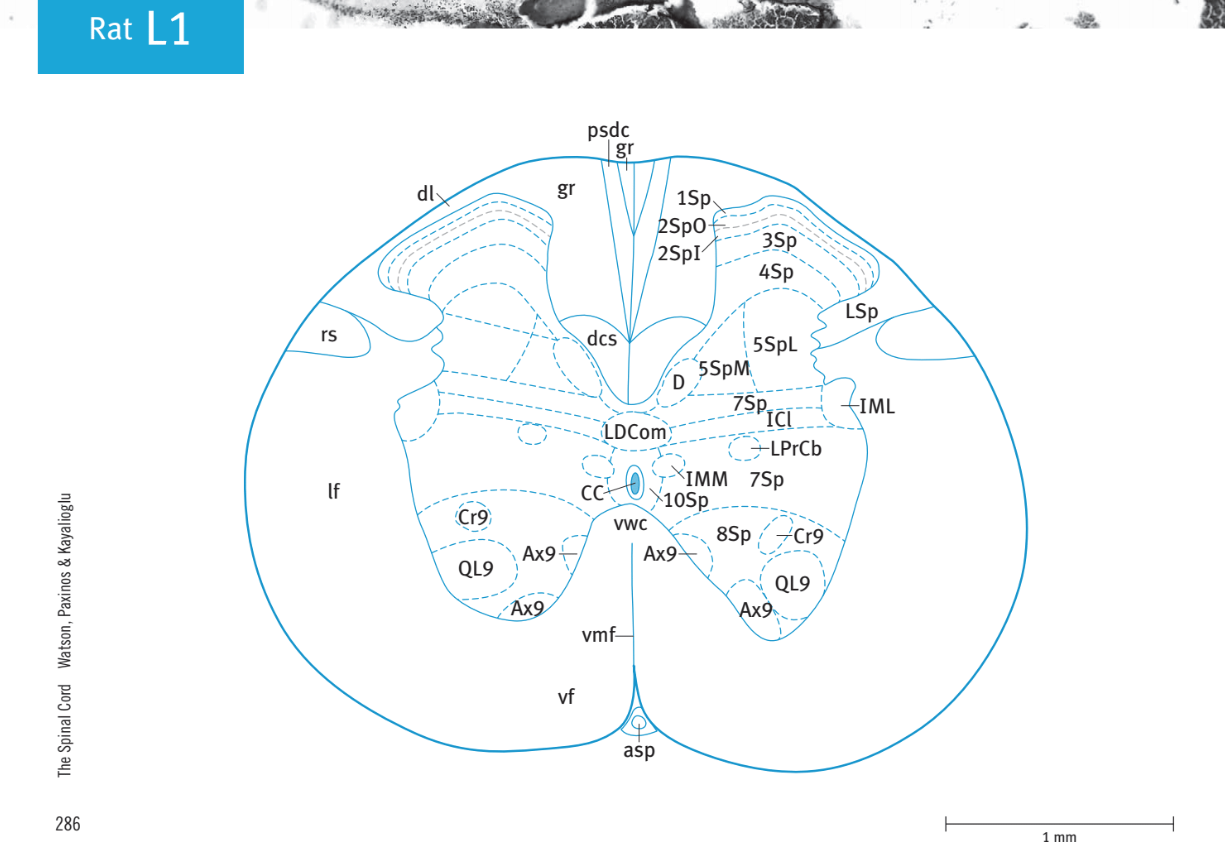 Rat L1
psdc
gr
dl
gr
1Sp
2SpO
2SpI
3Sp
4Sp
LSp
rs
dcs
5SpL
5SpM
D
7Sp
IML
ICl
LDCom
LPrCb
IMM
7Sp
CC
10Sp
lf
vwc
Cr9
8Sp
Cr9
Ax9
Ax9
QL9
QL9
Ax9
Ax9
vmf
vf
asp
The Spinal Cord Watson, Paxinos & Kayalioglu
286
1 mm